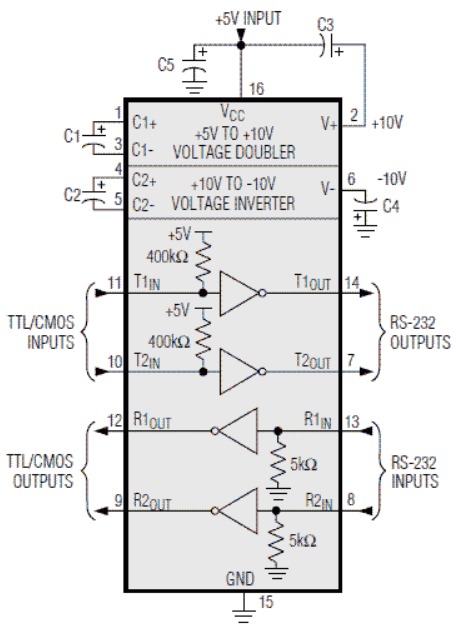 +5V INPUT
C3
+
C5
+
16
VCC
1
C1+
+5V TO +10V
V+
2
+10V
C1
+
3
C1-
VOLTAGE DOUBLER
4
C2+
+10V TO -10V
V-
6
-10V
C2
+
5
C2-
VOLTAGE INVERTER
C4
+
+5V
400kΩ
11
T1IN
T1OUT
14
+5V
TTL/CMOS
INPUTS
RS-232
OUTPUTS
400kΩ
10
T2IN
T2OUT
7
12
R1OUT
R1IN
13
TTL/CMOS
OUTPUTS
5kΩ
RS-232
INPUTS
9
R2OUT
R2IN
8
5kΩ
GND
15